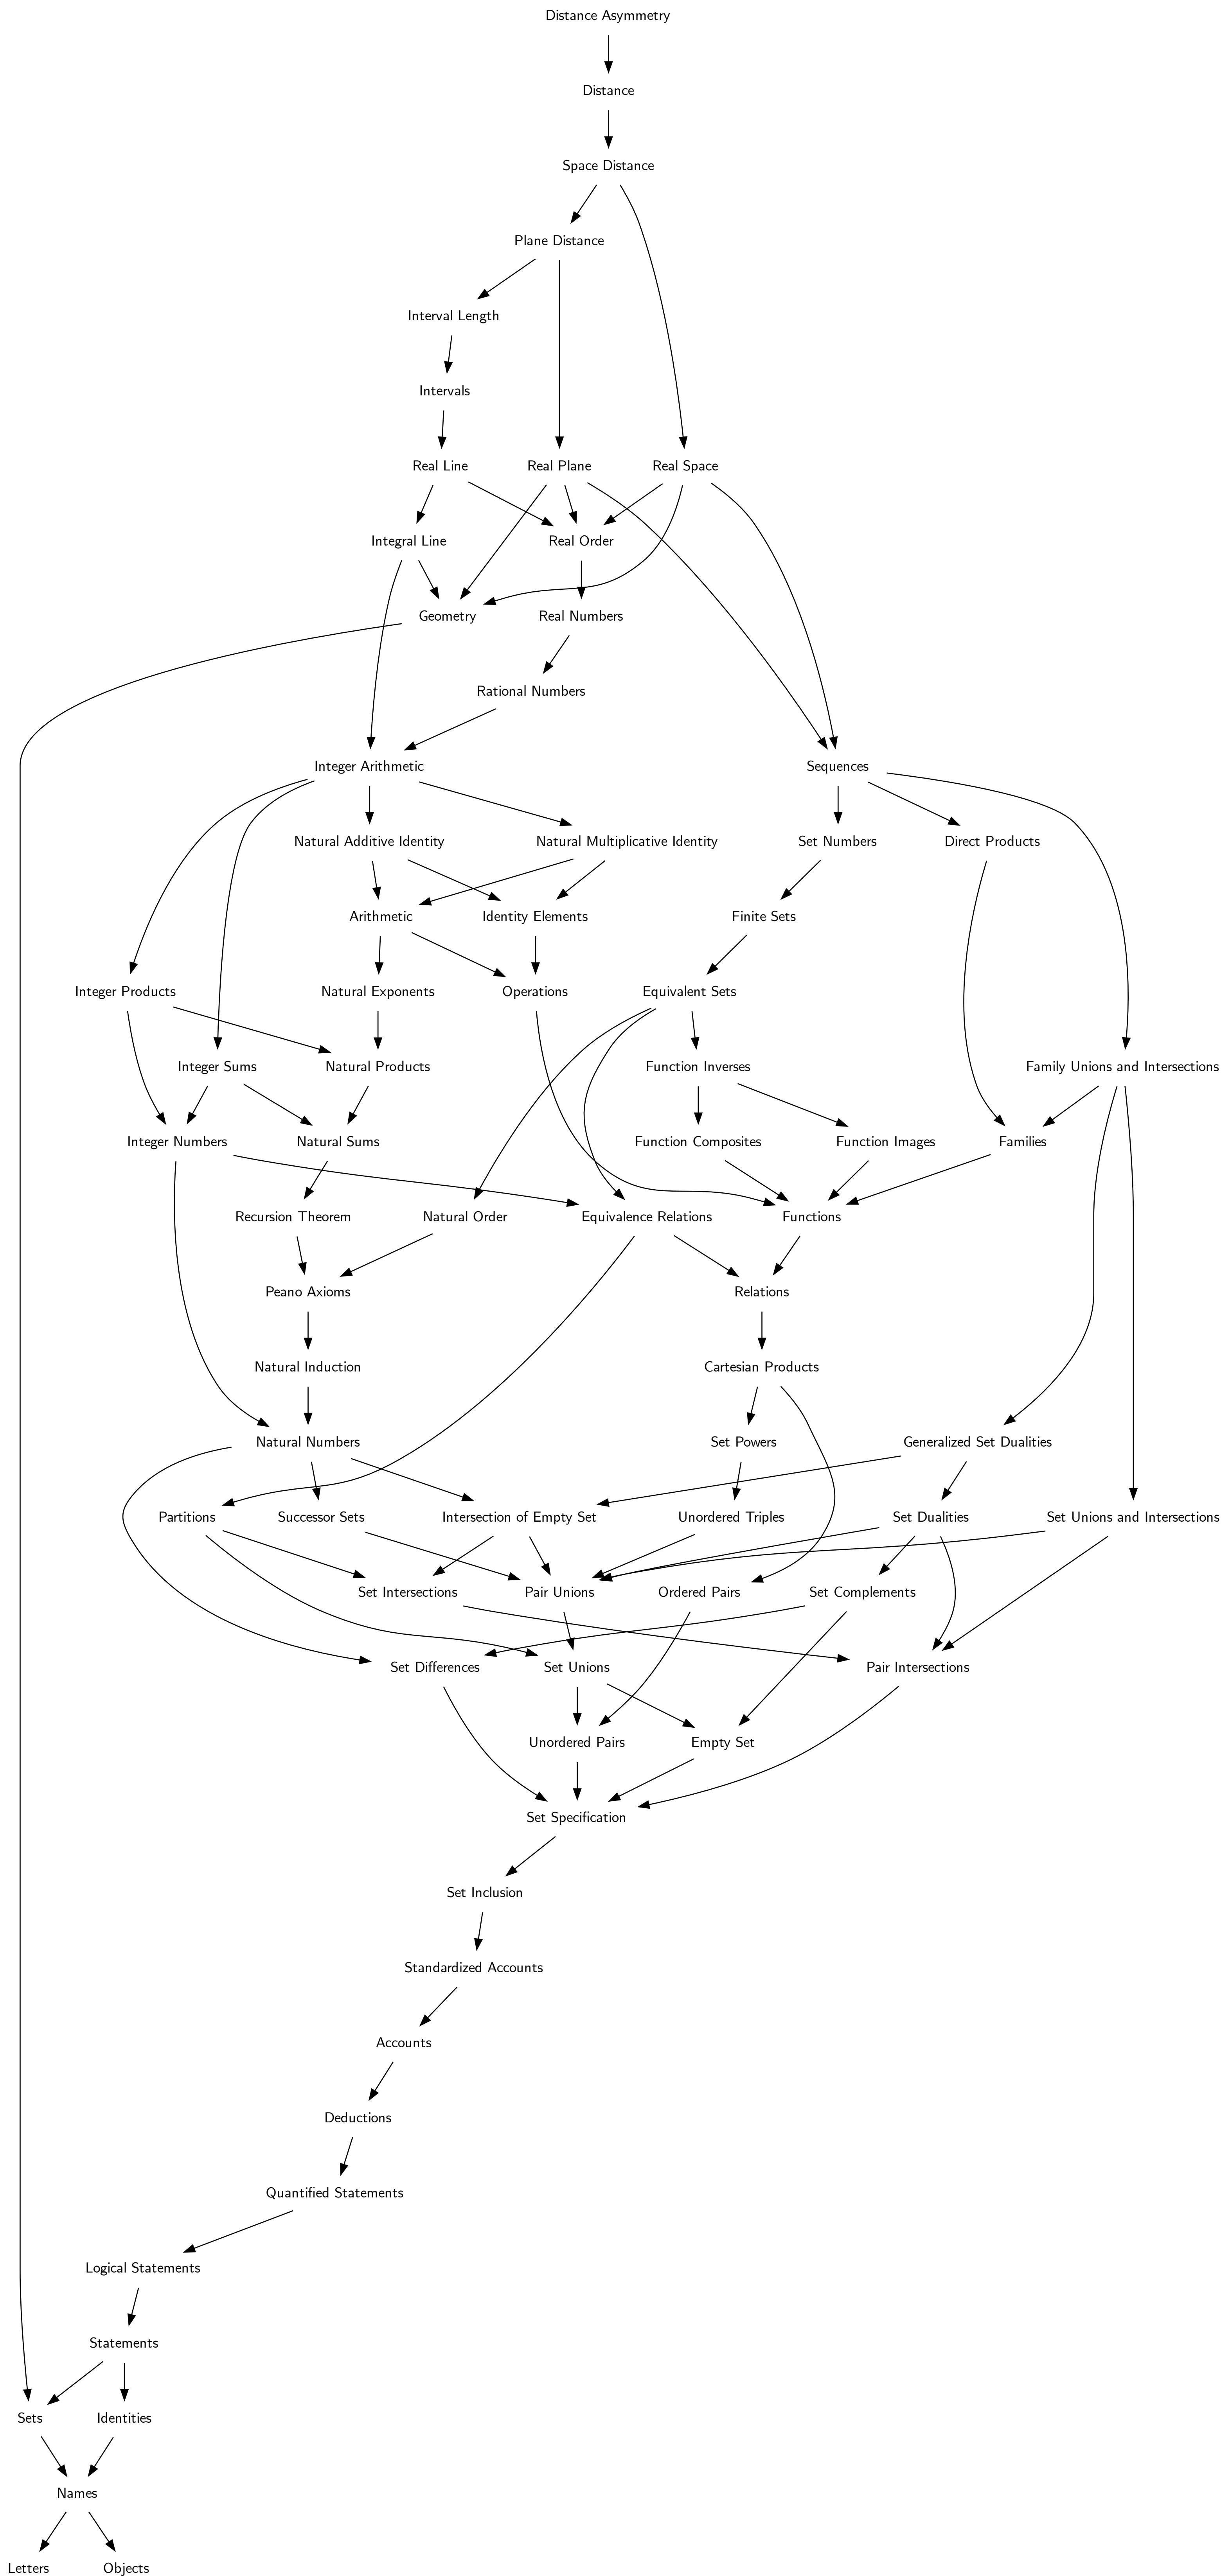 Distance Asymmetry
Distance
Space Distance
Plane Distance
Interval Length
Intervals
Real Line
Real Plane
Real Space
Integral Line
Real Order
Geometry
Real Numbers
Rational Numbers
Integer Arithmetic
Sequences
Natural Additive Identity
Natural Multiplicative Identity
Set Numbers
Direct Products
Arithmetic
Identity Elements
Finite Sets
Integer Products
Natural Exponents
Operations
Equivalent Sets
Integer Sums
Natural Products
Function Inverses
Family Unions and Intersections
Integer Numbers
Natural Sums
Function Composites
Function Images
Families
Recursion Theorem
Natural Order
Equivalence Relations
Functions
Peano Axioms
Relations
Natural Induction
Cartesian Products
Natural Numbers
Set Powers
Generalized Set Dualities
Partitions
Successor Sets
Intersection of Empty Set
Unordered Triples
Set Dualities
Set Unions and Intersections
Set Intersections
Pair Unions
Ordered Pairs
Set Complements
Set Differences
Set Unions
Pair Intersections
Unordered Pairs
Empty Set
Set Specification
Set Inclusion
Standardized Accounts
Accounts
Deductions
Quantified Statements
Logical Statements
Statements
Sets
Identities
Names
Letters
Objects